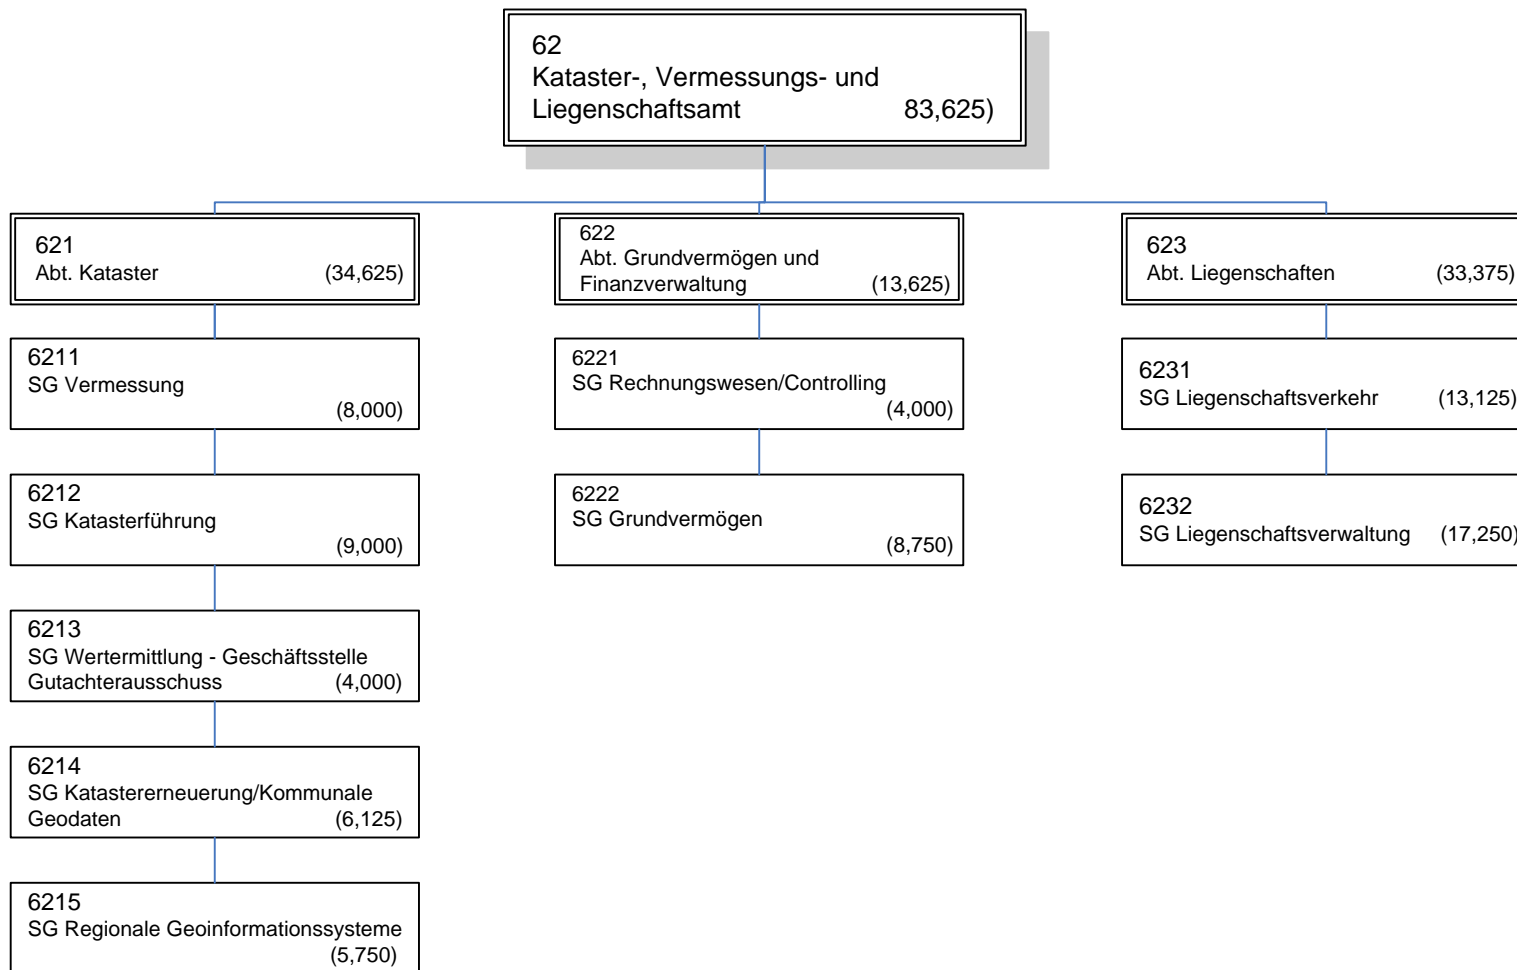 62
Kataster-, Vermessungs- und
Liegenschaftsamt 83,625)
621
Abt. Kataster (34,625)
622
Abt. Grundvermögen und
Finanzverwaltung (13,625)
623
Abt. Liegenschaften (33,375)
6211
SG Vermessung
(8,000)
6221
SG Rechnungswesen/Controlling
(4,000)
6231
SG Liegenschaftsverkehr (13,125)
6212
SG Katasterführung
(9,000)
6222
SG Grundvermögen
(8,750)
6232
SG Liegenschaftsverwaltung (17,250)
6213
SG Wertermittlung - Geschäftsstelle
Gutachterausschuss (4,000)
6214
SG Katastererneuerung/Kommunale
Geodaten (6,125)
6215
SG Regionale Geoinformationssysteme
(5,750)